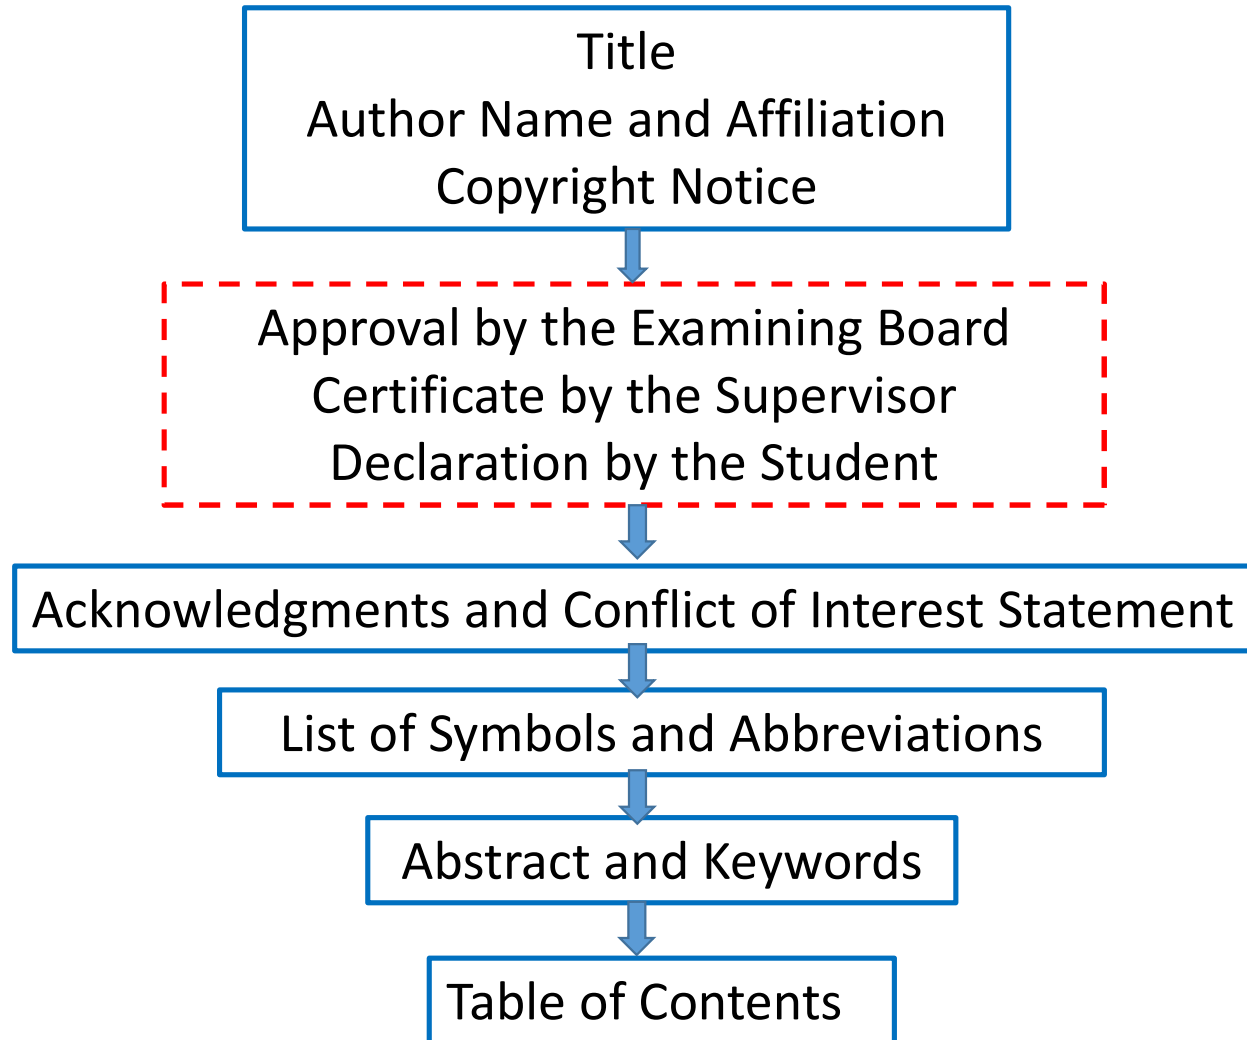 Title
Author Name and Affiliation
Copyright Notice
Approval by the Examining Board
Certificate by the Supervisor
Declaration by the Student
Acknowledgments and Conflict of Interest Statement
List of Symbols and Abbreviations
Abstract and Keywords
Table of Contents